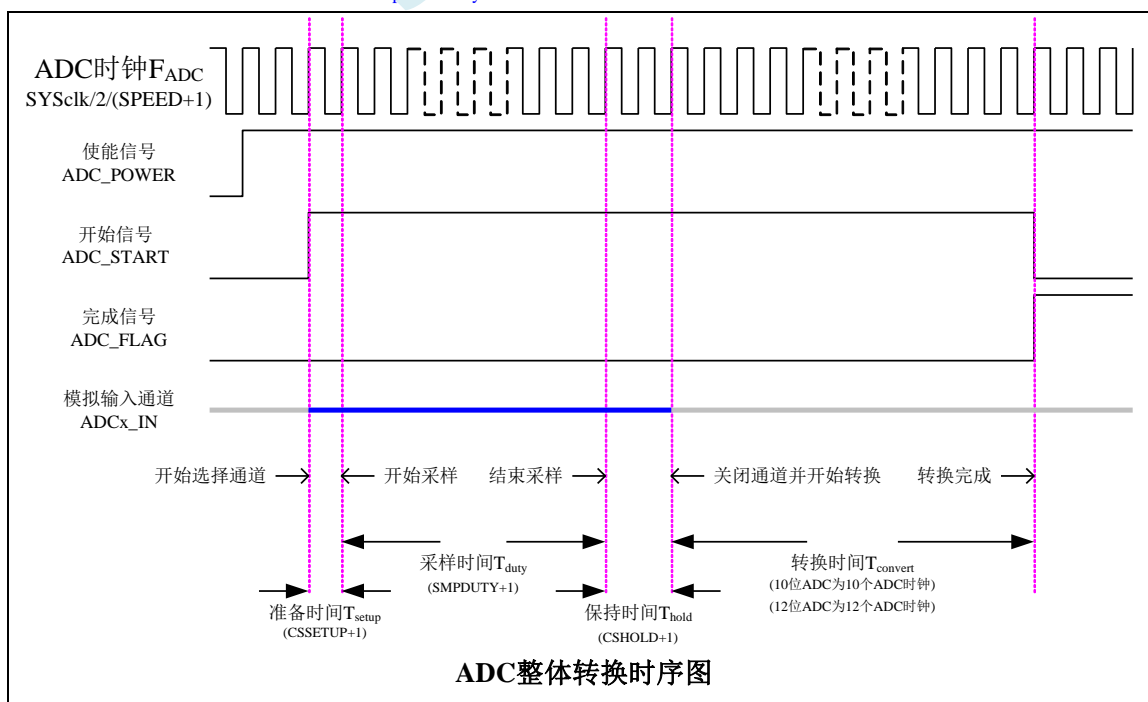 ADC时钟FADC
SYSclk/2/(SPEED+1)
使能信号
ADC_POWER
开始信号
ADC_START
完成信号
ADC_FLAG
模拟输入通道
ADCx_IN
开始选择通道 开始采样 结束采样 关闭通道并开始转换 转换完成
采样时间Tduty
(SMPDUTY+1)
转换时间Tconvert
(10位ADC为10个ADC时钟)
(12位ADC为12个ADC时钟)
准备时间Tsetup
(CSSETUP+1)
保持时间Thold
(CSHOLD+1)
ADC整体转换时序图